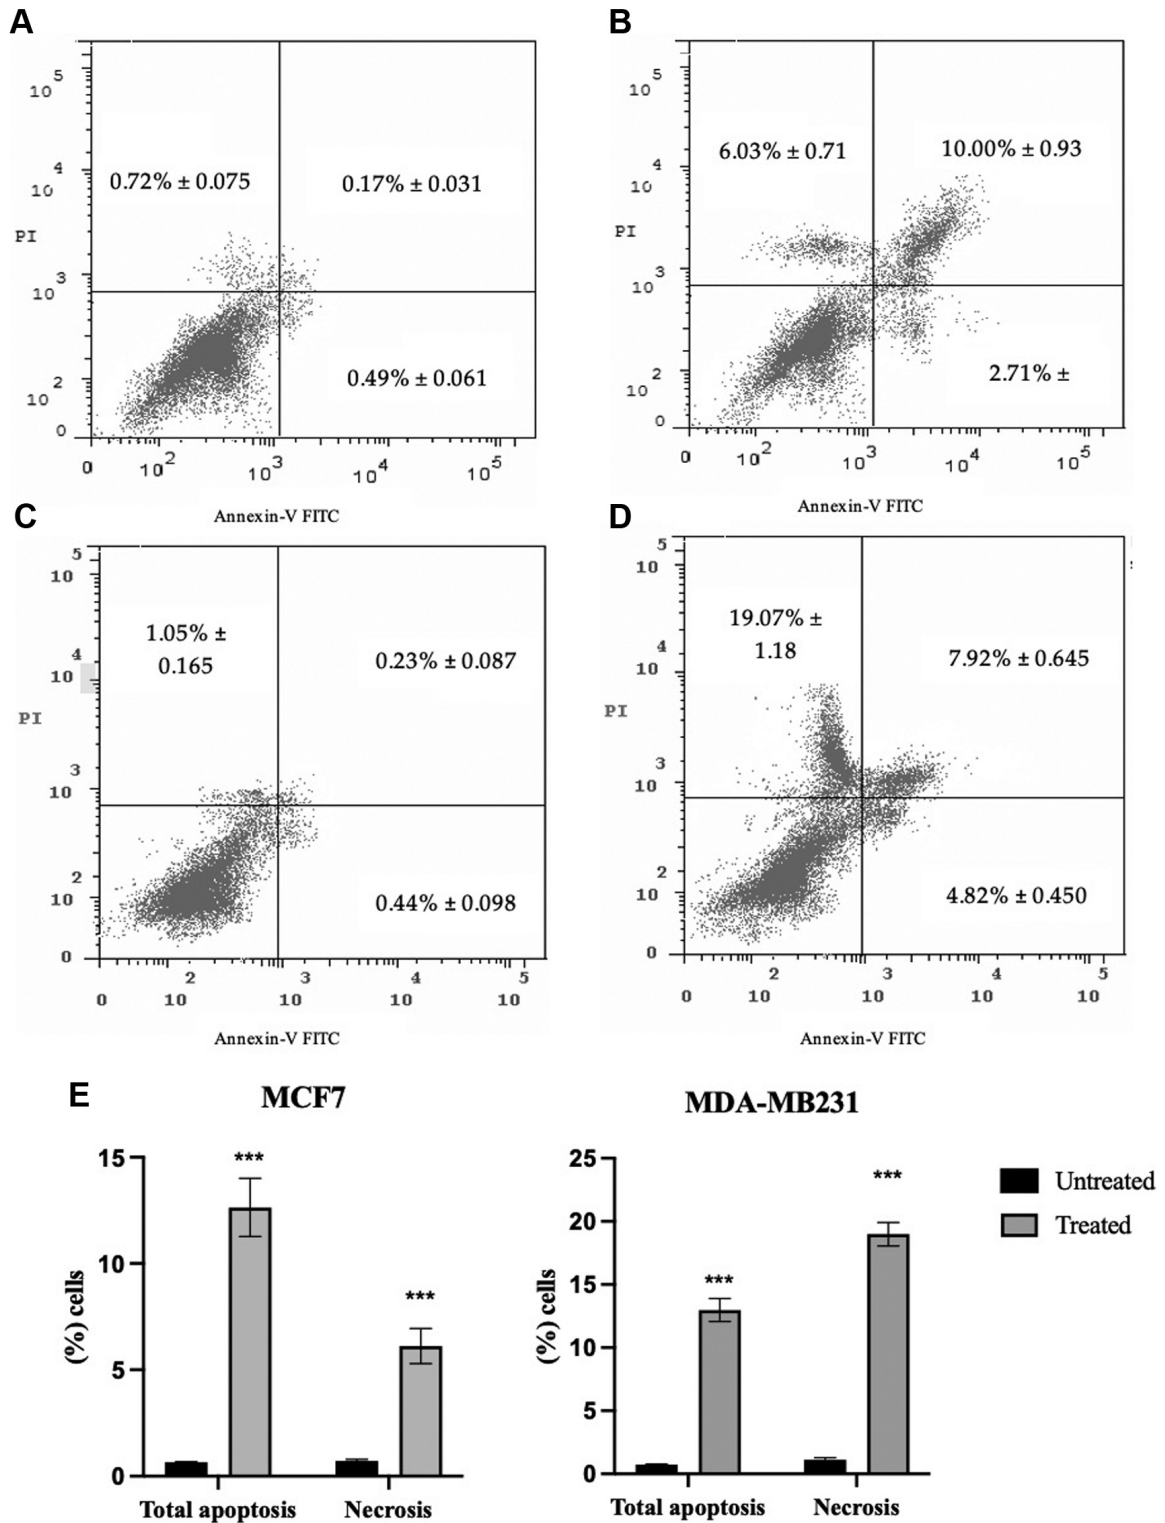 A
10 5
10 4
PI
10 3
10 2
0
0.72% ± 0.075
0.17% ± 0.031
0.49% ± 0.061
0 10 2 10 3 10 4 10 5
Annexin-V FITC
B
10 5
10 4
PI
10 3
10 2
0
6.03% ± 0.71
10.00% ± 0.93
2.71% ±
0 10 2 10 3 10 4 10 5
Annexin-V FITC
C
10 5
10 4
PI
10 3
10 2
0
1.05% ±
0.165
0.23% ± 0.087
0.44% ± 0.098
0 10 2 10 3 10 4 10 5
Annexin-V FITC
D
10 5
10 4
PI
10 3
10 2
0
19.07% ±
1.18
7.92% ± 0.645
4.82% ± 0.450
0 10 2 10 3 10 4 10 5
Annexin-V FITC
E
MCF7
15
10
5
0
(%) cells
***
***
Total apoptosis Necrosis
MDA-MB231
25
20
15
10
5
0
(%) cells
***
***
Total apoptosis Necrosis
Untreated
Treated